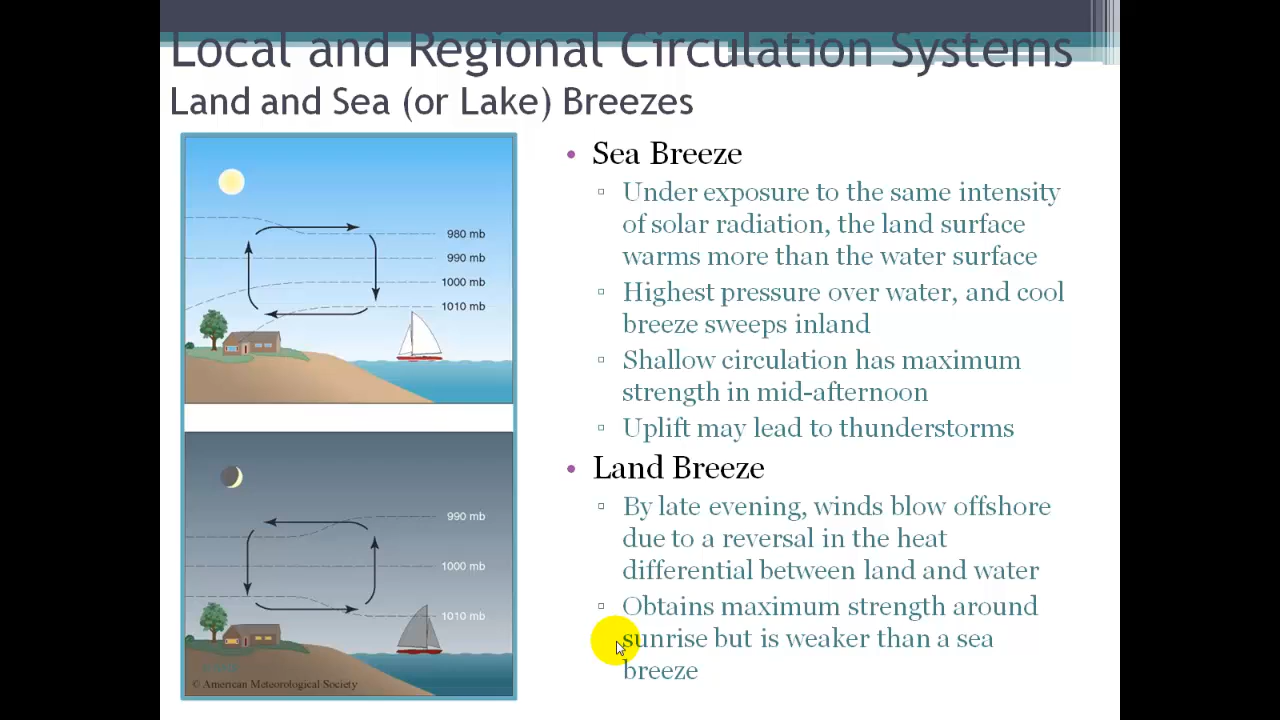 Local and Regional Circulation Systems
Land and Sea (or Lake) Breezes
980 mb
990 mb
1000 mb
1010 mb
990 mb
1000 mb
1010 mb
© American Meteorological Society
• Sea Breeze
▫ Under exposure to the same intensity
of solar radiation, the land surface
warms more than the water surface
▫ Highest pressure over water, and cool
breeze sweeps inland
▫ Shallow circulation has maximum
strength in mid-afternoon
▫ Uplift may lead to thunderstorms
• Land Breeze
▫ By late evening, winds blow offshore
due to a reversal in the heat
differential between land and water
▫ Obtains maximum strength around
sunrise but is weaker than a sea
breeze